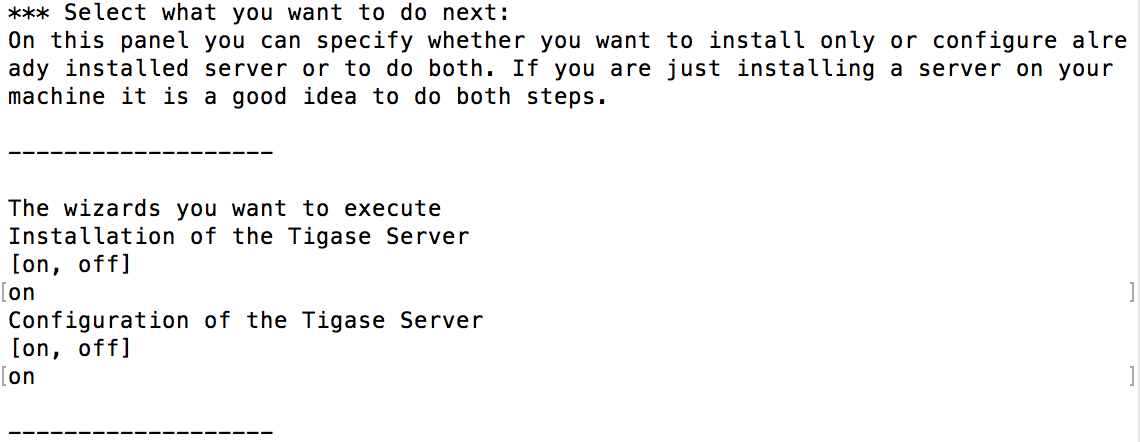 *** Select what you want to do next:
On this panel you can specify whether you want to install only or configure alre
ady installed server or to do both. If you are just installing a server on your
machine it is a good idea to do both steps.
-------------------
The wizards you want to execute
Installation of the Tigase Server
[on, off]
[on ]
Configuration of the Tigase Server
[on, off]
[on ]
-------------------